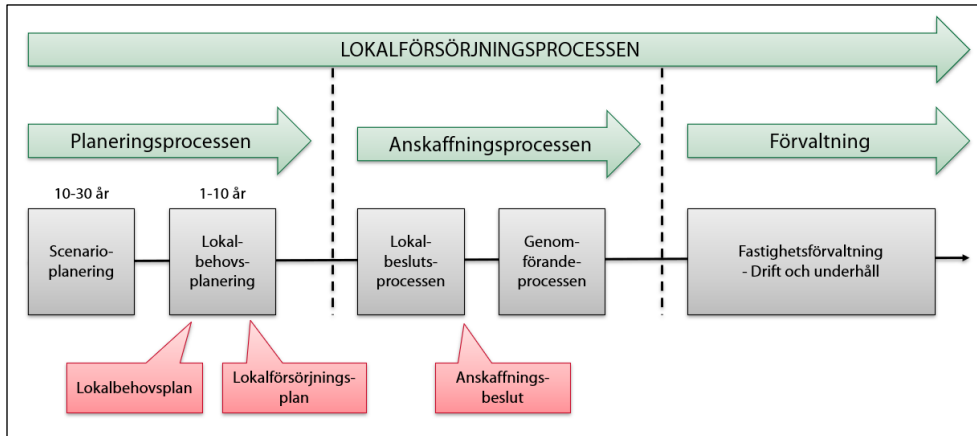 LOKALFÖRSÖRJNINGSPROCESSEN
Planeringsprocessen
Anskaffningsprocessen
Förvaltning
10-30 år
1-10 år
Scenario-
planering
Lokal-
behovs-
planering
Lokal-
besluts-
processen
Genom-
förande-
processen
Fastighetsförvaltning
- Drift och underhåll
Lokalbehovsplan
Lokalförsörjnings-
plan
Anskaffnings-
beslut